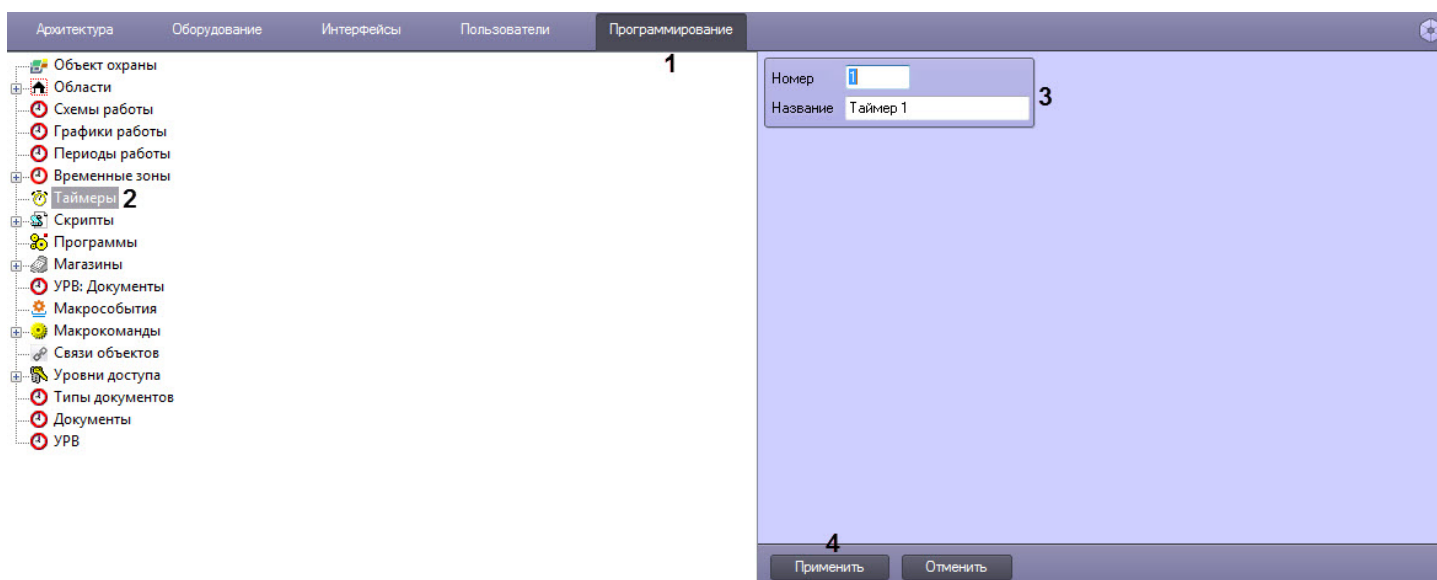 Архитектура Оборудование Интерфейсы Пользователи Программирование
1
Объект охраны
Области
Схемы работы
Графики работы
Периоды работы
Временные зоны
Таймеры 2
Скрипты
Программы
Магазины
УРВ: Документы
Макрособытия
Макрокоманды
Связи объектов
Уровни доступа
Типы документов
Документы
УРВ
Номер 1
Название Таймер 1
3
4
Применить Отменить